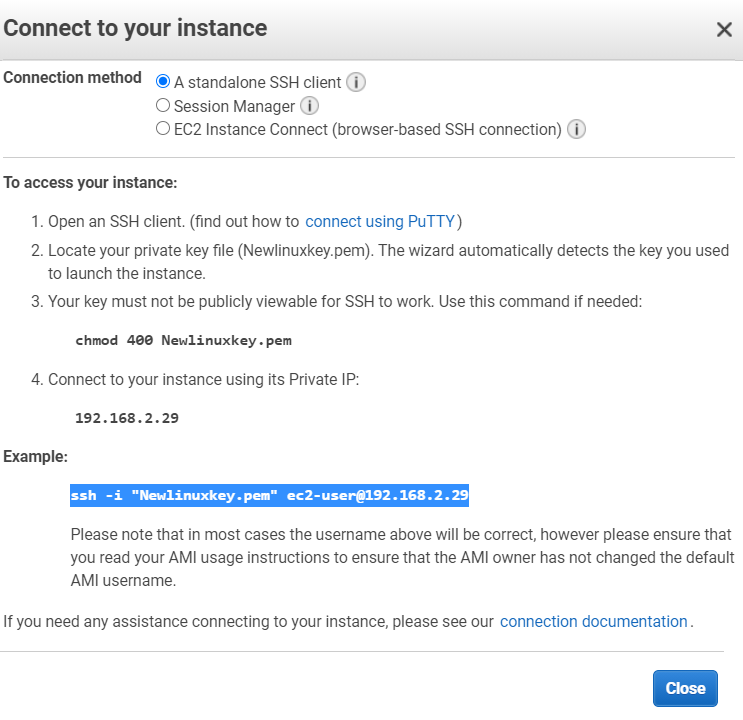 Connect to your instance
Connection method
A standalone SSH client
Session Manager
EC2 Instance Connect (browser-based SSH connection)
To access your instance:
1. Open an SSH client. (find out how to connect using PuTTY)
2. Locate your private key file (Newlinuxkey.pem). The wizard automatically detects the key you used
to launch the instance.
3. Your key must not be publicly viewable for SSH to work. Use this command if needed:
chmod 400 Newlinuxkey.pem
4. Connect to your instance using its Private IP:
192.168.2.29
Example:
ssh -i "Newlinuxkey.pem" ec2-user@192.168.2.29
Please note that in most cases the username above will be correct, however please ensure that
you read your AMI usage instructions to ensure that the AMI owner has not changed the default
AMI username.
If you need any assistance connecting to your instance, please see our connection documentation.
Close